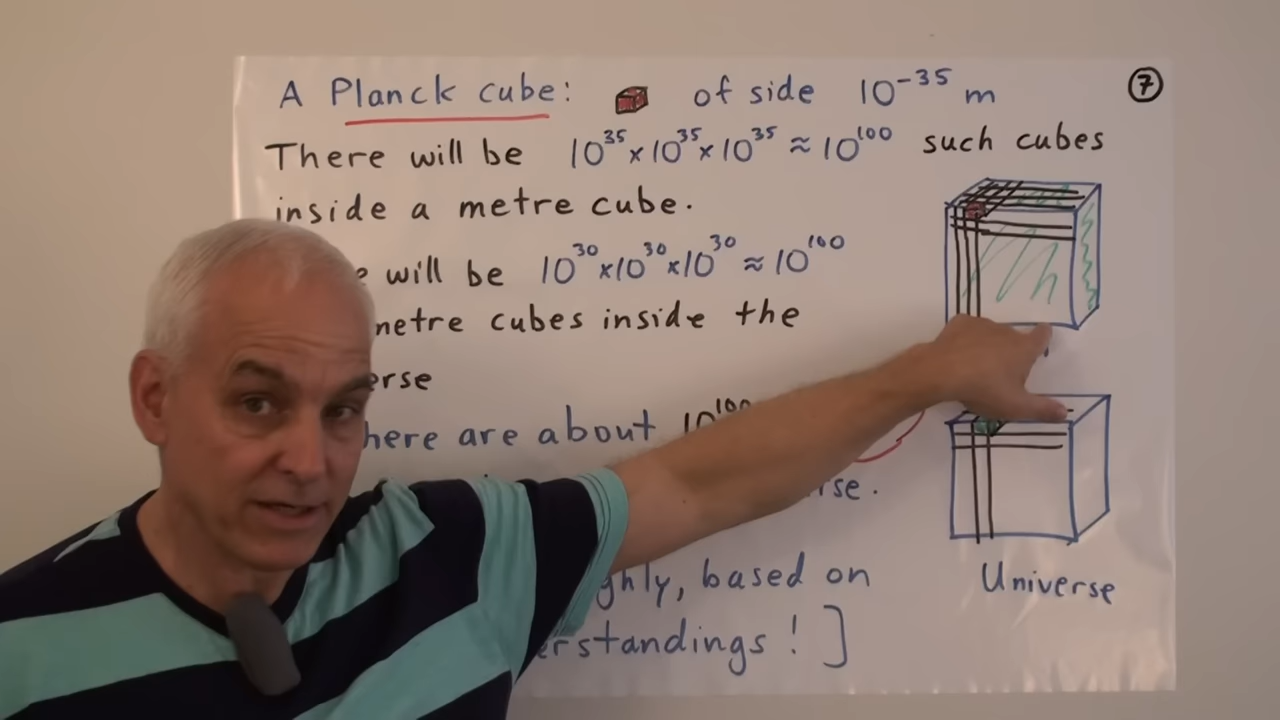 A Planck cube: of side 10⁻³⁵ m
⑦
There will be 10³⁵ × 10³⁵ × 10³⁵ ≈ 10¹⁰⁰ such cubes
inside a metre cube.
will be 10³⁰ × 10³⁰ × 10³⁰ ≈ 10¹⁰⁰
metre cubes inside the
erse
here are about 10¹⁰⁰
rse.
ghly, based on
erstandings ! ]
Universe